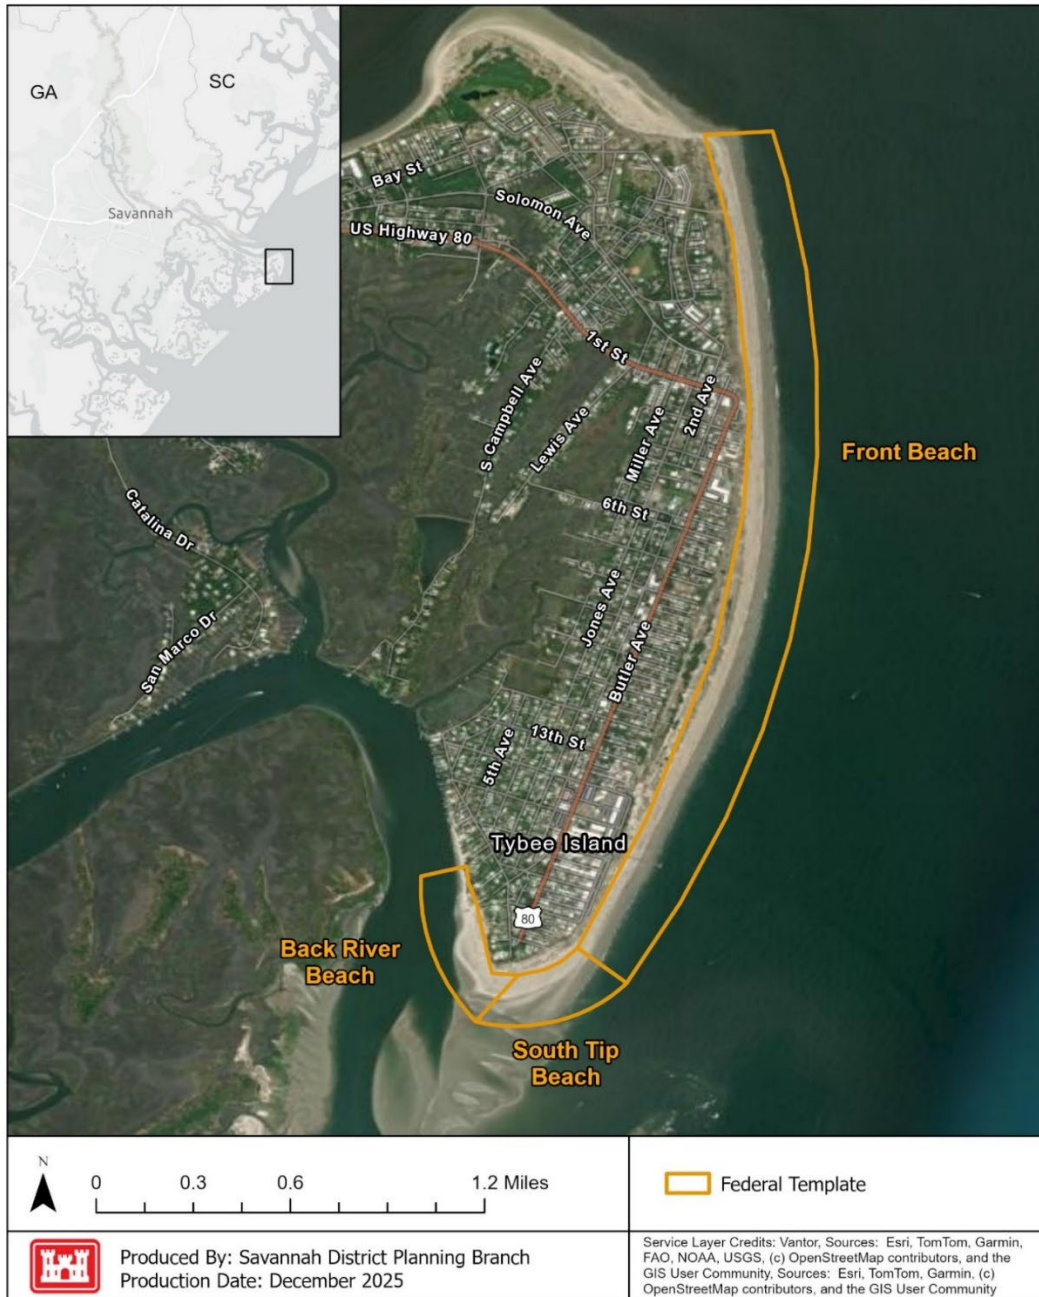 GA
SC
Savannah
Bay St
Solomon Ave
US Highway 80
1st St
S Campbell Ave
Lewis Ave
Miller Ave
2nd Ave
Front Beach
6th St
Catalina Dr
San Marco Dr
Jones Ave
Butler Ave
13th St
5th Ave
Tybee Island
80
Back River
Beach
South Tip
Beach
N
0 0.3 0.6 1.2 Miles
Federal Template
Produced By: Savannah District Planning Branch
Production Date: December 2025
Service Layer Credits: Vantor, Sources: Esri, TomTom, Garmin,
FAO, NOAA, USGS, (c) OpenStreetMap contributors, and the
GIS User Community, Sources: Esri, TomTom, Garmin, (c)
OpenStreetMap contributors, and the GIS User Community